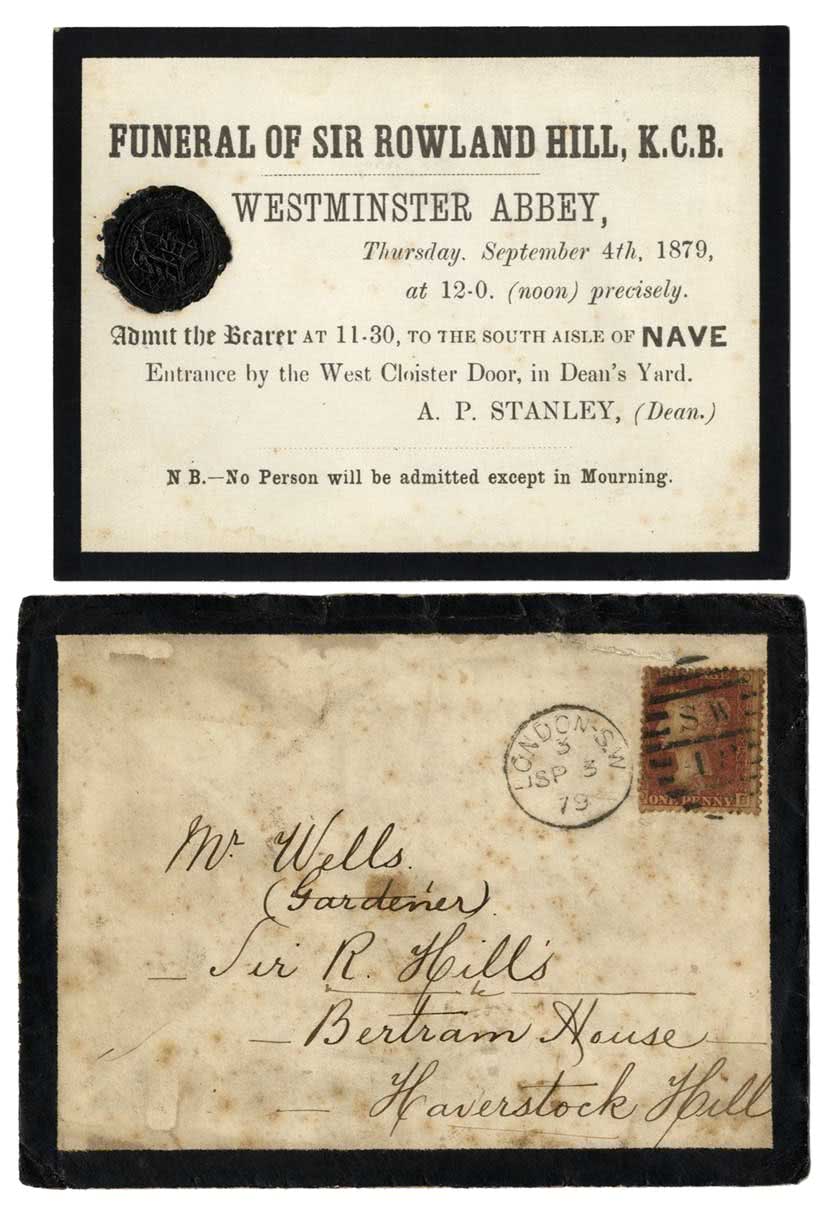 FUNERAL OF SIR ROWLAND HILL, K.C.B.
WESTMINSTER ABBEY,
Thursday. September 4th, 1879,
at 12-0. (noon) precisely.
Admit the Bearer AT 11-30, TO THE SOUTH AISLE OF NAVE
Entrance by the West Cloister Door, in Dean's Yard.
A. P. STANLEY, (Dean.)
N B.—No Person will be admitted except in Mourning.
LONDON-S.W
3
SP 3
79
S W
1
ONE PENNY
Mr Wells.
(Gardener).
Sir R. Hill's
Bertram House
Haverstock Hill